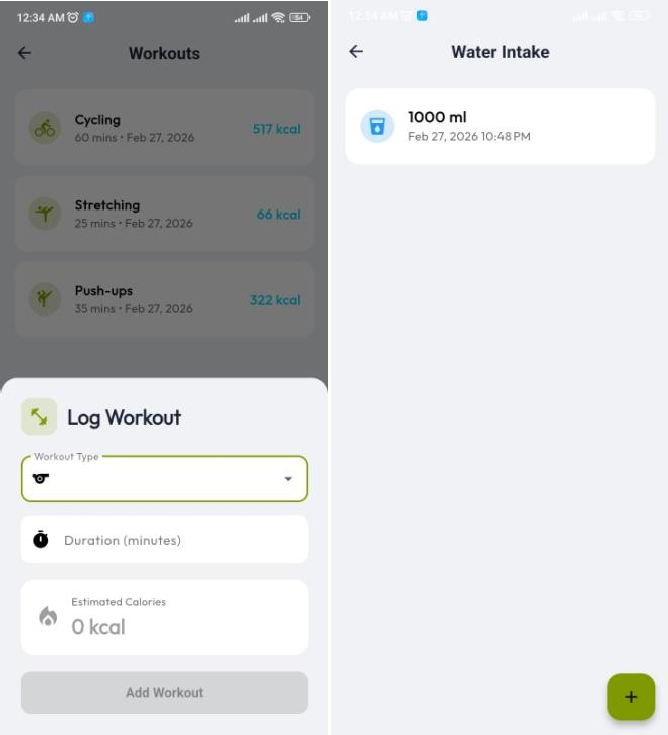 12:34 AM
54
Workouts
Cycling
60 mins • Feb 27, 2026
517 kcal
Stretching
25 mins • Feb 27, 2026
66 kcal
Push-ups
35 mins • Feb 27, 2026
322 kcal
Log Workout
Workout Type
Duration (minutes)
Estimated Calories
0 kcal
Add Workout
12:34 AM
Water Intake
1000 ml
Feb 27, 2026 10:48 PM
+